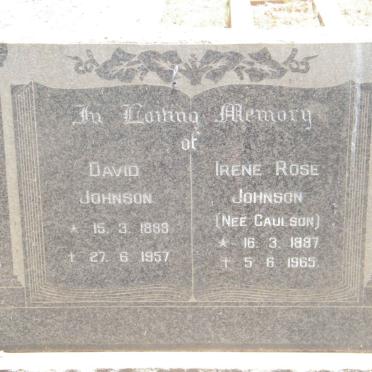 In Loving Memory
of
DAVID
JOHNSON
* 15. 3. 1888
† 27. 6. 1957
IRENE ROSE
JOHNSON
(NEE CAULSON)
* 16. 3. 1887
† 5. 6. 1965.